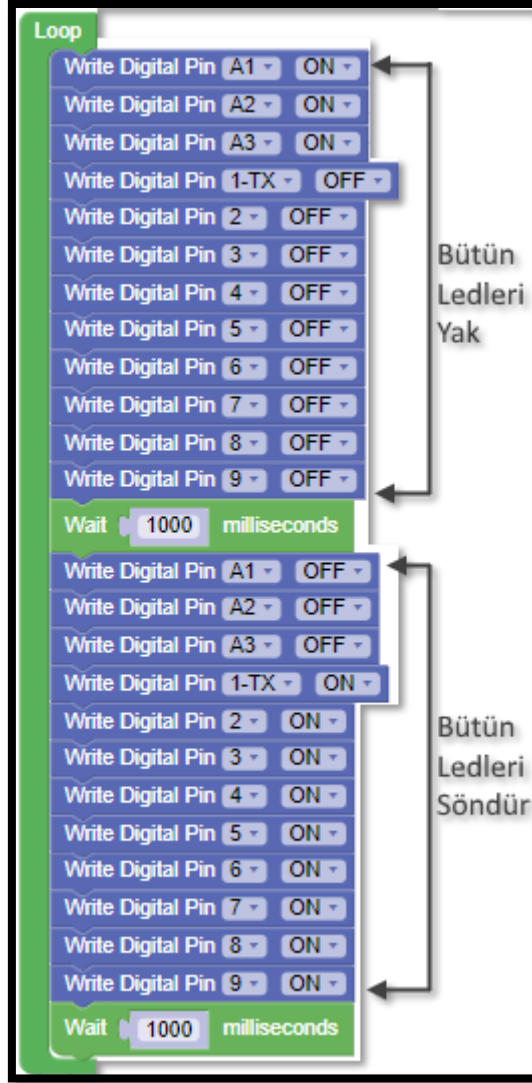 Loop
Write Digital Pin A1 ON
Write Digital Pin A2 ON
Write Digital Pin A3 ON
Write Digital Pin 1-TX OFF
Write Digital Pin 2 OFF
Write Digital Pin 3 OFF
Write Digital Pin 4 OFF
Write Digital Pin 5 OFF
Write Digital Pin 6 OFF
Write Digital Pin 7 OFF
Write Digital Pin 8 OFF
Write Digital Pin 9 OFF
Bütün
Ledleri
Yak
Wait 1000 milliseconds
Write Digital Pin A1 OFF
Write Digital Pin A2 OFF
Write Digital Pin A3 OFF
Write Digital Pin 1-TX ON
Write Digital Pin 2 ON
Write Digital Pin 3 ON
Write Digital Pin 4 ON
Write Digital Pin 5 ON
Write Digital Pin 6 ON
Write Digital Pin 7 ON
Write Digital Pin 8 ON
Write Digital Pin 9 ON
Bütün
Ledleri
Söndür
Wait 1000 milliseconds